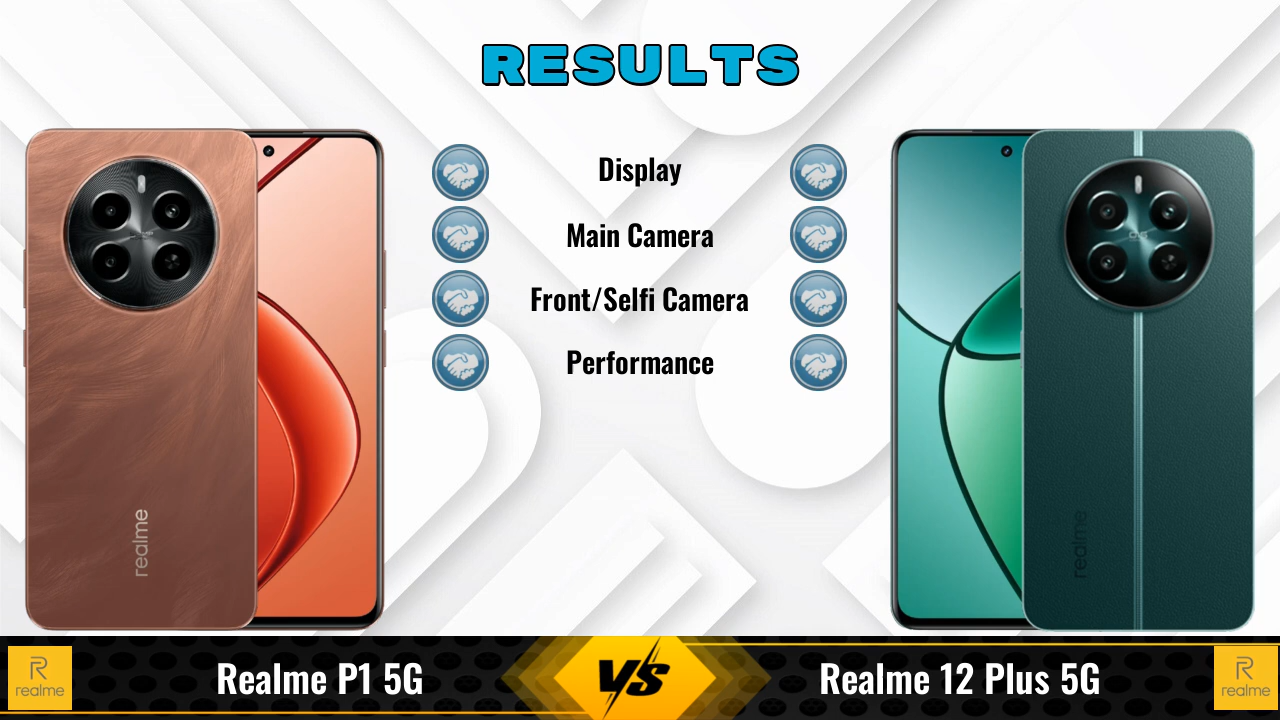 RESULTS
Display
Main Camera
Front/Selfi Camera
Performance
realme
realme
R
realme
Realme P1 5G
VS
Realme 12 Plus 5G
R
realme